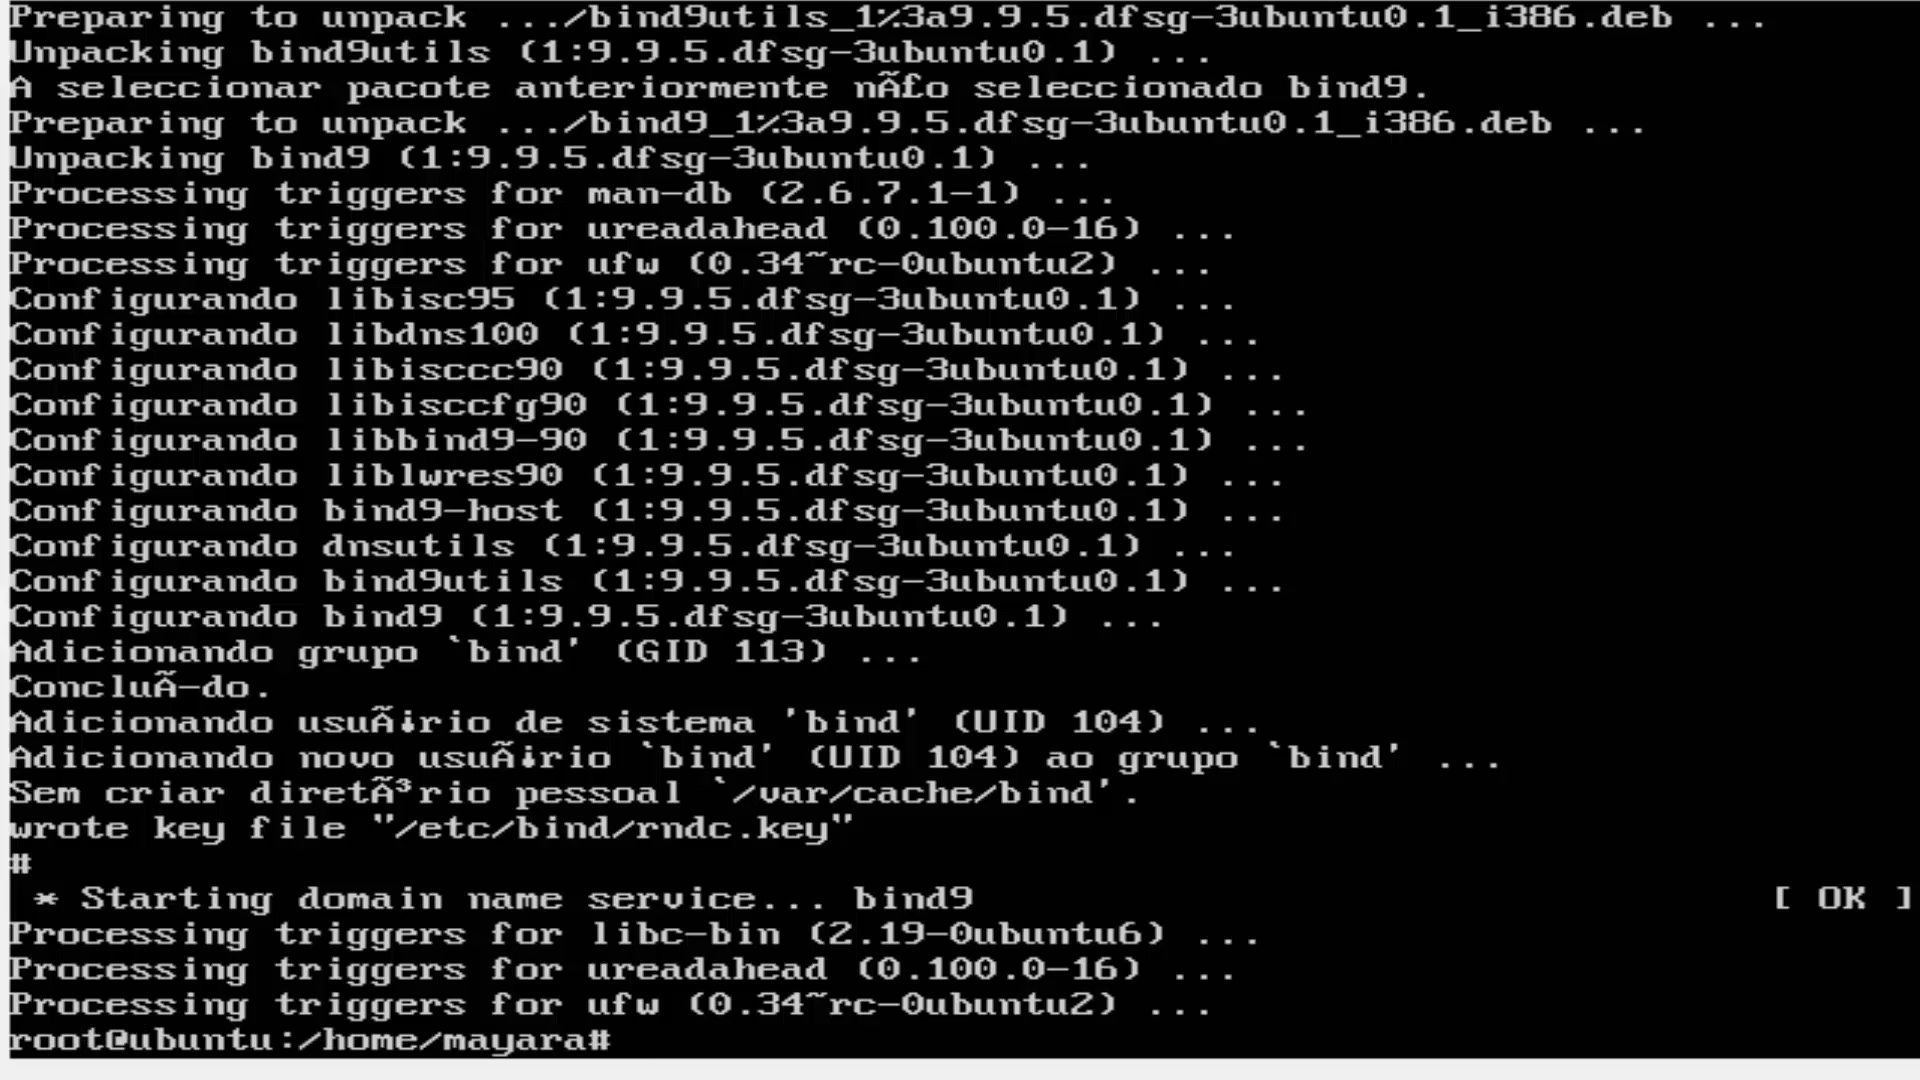 Preparing to unpack .../bind9utils_1%3a9.9.5.dfsg-3ubuntu0.1_i386.deb ...
Unpacking bind9utils (1:9.9.5.dfsg-3ubuntu0.1) ...
A seleccionar pacote anteriormente nÃ£o seleccionado bind9.
Preparing to unpack .../bind9_1%3a9.9.5.dfsg-3ubuntu0.1_i386.deb ...
Unpacking bind9 (1:9.9.5.dfsg-3ubuntu0.1) ...
Processing triggers for man-db (2.6.7.1-1) ...
Processing triggers for ureadahead (0.100.0-16) ...
Processing triggers for ufw (0.34~rc-0ubuntu2) ...
Configurando libisc95 (1:9.9.5.dfsg-3ubuntu0.1) ...
Configurando libdns100 (1:9.9.5.dfsg-3ubuntu0.1) ...
Configurando libisccc90 (1:9.9.5.dfsg-3ubuntu0.1) ...
Configurando libisccfg90 (1:9.9.5.dfsg-3ubuntu0.1) ...
Configurando libbind9-90 (1:9.9.5.dfsg-3ubuntu0.1) ...
Configurando liblwres90 (1:9.9.5.dfsg-3ubuntu0.1) ...
Configurando bind9-host (1:9.9.5.dfsg-3ubuntu0.1) ...
Configurando dnsutils (1:9.9.5.dfsg-3ubuntu0.1) ...
Configurando bind9utils (1:9.9.5.dfsg-3ubuntu0.1) ...
Configurando bind9 (1:9.9.5.dfsg-3ubuntu0.1) ...
Adicionando grupo `bind' (GID 113) ...
ConcluÃ-do.
Adicionando usuÃ¡rio de sistema 'bind' (UID 104) ...
Adicionando novo usuÃ¡rio `bind' (UID 104) ao grupo `bind' ...
Sem criar diretÃ³rio pessoal `/var/cache/bind'.
wrote key file "/etc/bind/rndc.key"
#
 * Starting domain name service... bind9 [ OK ]
Processing triggers for libc-bin (2.19-0ubuntu6) ...
Processing triggers for ureadahead (0.100.0-16) ...
Processing triggers for ufw (0.34~rc-0ubuntu2) ...
root@ubuntu:/home/mayara#